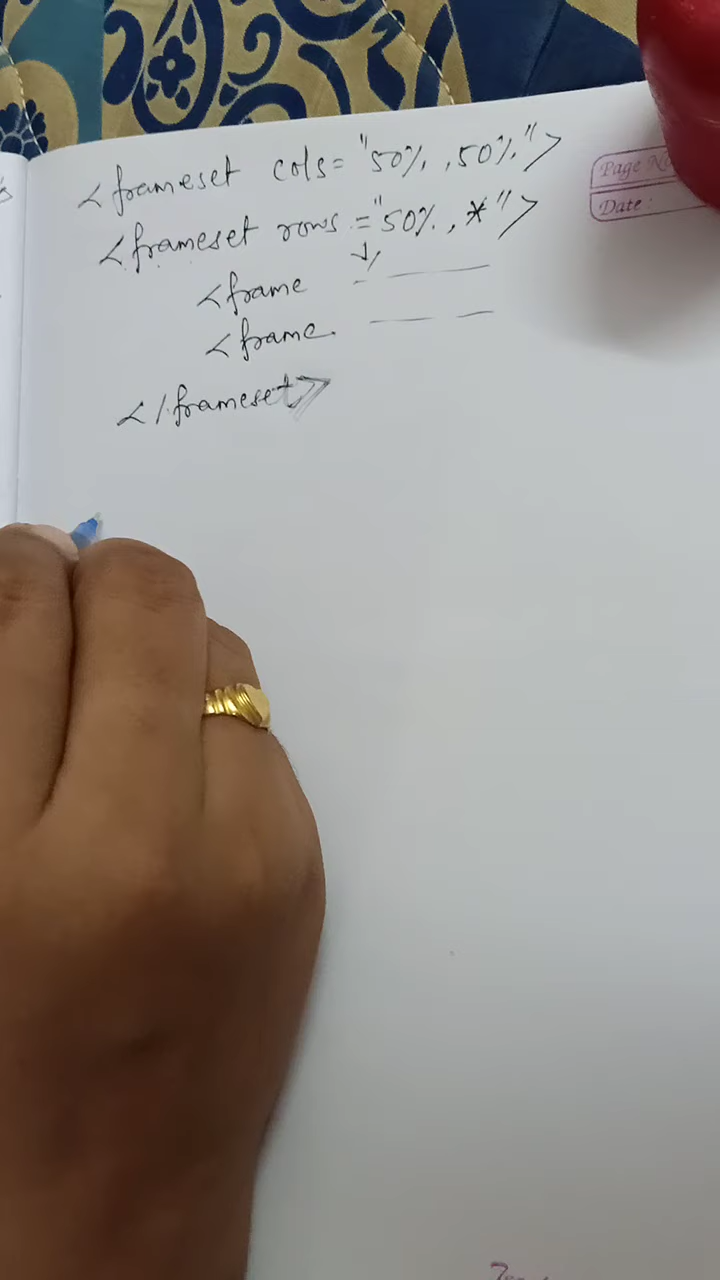 <frameset cols="50%,50%">
<frameset rows="50%,*">
<frame
<frame
</frameset>
Page No
Date: